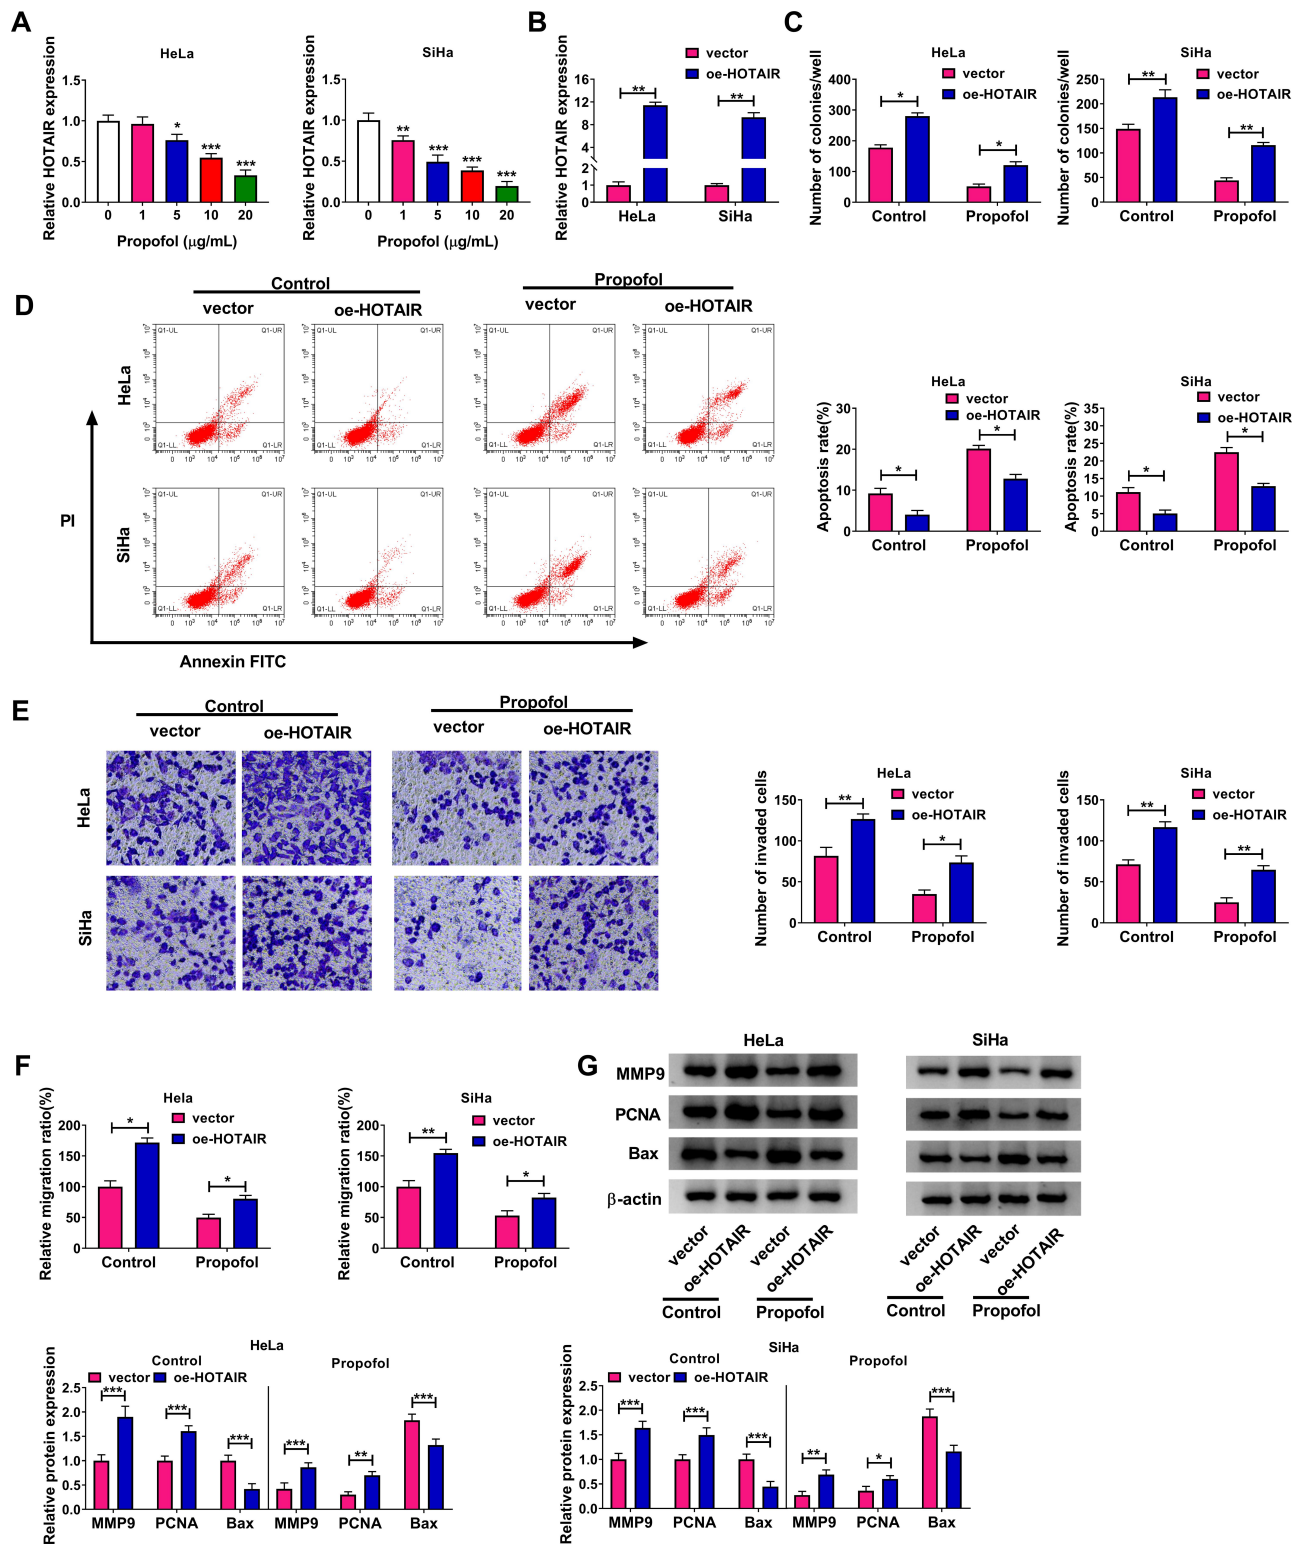 A
HeLa
Relative HOTAIR expression
1.5
1.0
0.5
0.0
*
***
***
0 1 5 10 20
Propofol (μg/mL)
SiHa
Relative HOTAIR expression
1.5
1.0
0.5
0.0
**
***
***
***
0 1 5 10 20
Propofol (μg/mL)
B
vector
oe-HOTAIR
Relative HOTAIR expression
16
12
8
4
2
1
0
** **
HeLa SiHa
C
HeLa
vector
oe-HOTAIR
Number of colonies/well
400
300
200
100
0
* *
Control Propofol
SiHa
vector
oe-HOTAIR
Number of colonies/well
250
200
150
100
50
0
** **
Control Propofol
D
Control Propofol
vector oe-HOTAIR vector oe-HOTAIR
HeLa
SiHa
PI
Annexin FITC
Q1-UL Q1-UR
Q1-LL Q1-LR
HeLa
vector
oe-HOTAIR
Apoptosis rate(%)
30
20
10
0
* *
Control Propofol
SiHa
vector
oe-HOTAIR
Apoptosis rate(%)
35
30
25
20
15
10
5
0
* *
Control Propofol
E
Control Propofol
vector oe-HOTAIR vector oe-HOTAIR
HeLa
SiHa
HeLa
vector
oe-HOTAIR
Number of invaded cells
150
100
50
0
** *
Control Propofol
SiHa
vector
oe-HOTAIR
Number of invaded cells
150
100
50
0
** **
Control Propofol
F
Hela
vector
oe-HOTAIR
Relative migration ratio(%)
200
150
100
50
0
* *
Control Propofol
SiHa
vector
oe-HOTAIR
Relative migration ratio(%)
200
150
100
50
0
** *
Control Propofol
G
HeLa SiHa
MMP9
PCNA
Bax
β-actin
vector oe-HOTAIR vector oe-HOTAIR
Control Propofol
vector oe-HOTAIR vector oe-HOTAIR
Control Propofol
HeLa
Control Propofol
vector oe-HOTAIR
Relative protein expression
2.5
2.0
1.5
1.0
0.5
0.0
*** *** *** *** ** ***
MMP9 PCNA Bax MMP9 PCNA Bax
SiHa
Control Propofol
vector oe-HOTAIR
Relative protein expression
2.5
2.0
1.5
1.0
0.5
0.0
*** *** *** ** * ***
MMP9 PCNA Bax MMP9 PCNA Bax